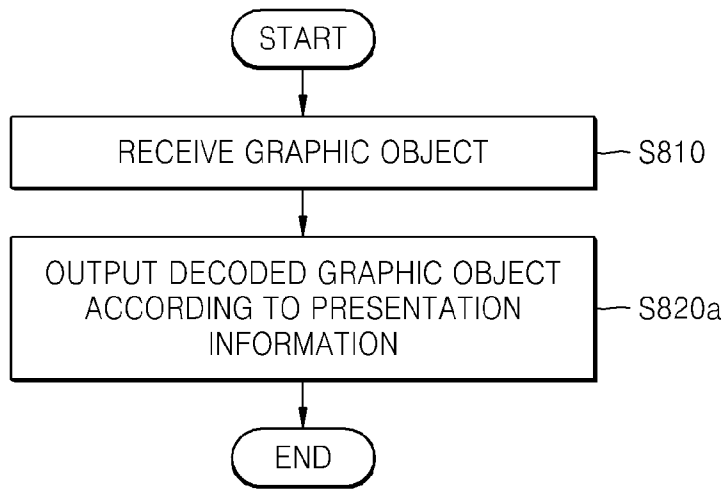 START
RECEIVE GRAPHIC OBJECT
S810
OUTPUT DECODED GRAPHIC OBJECT
ACCORDING TO PRESENTATION
INFORMATION
S820a
END